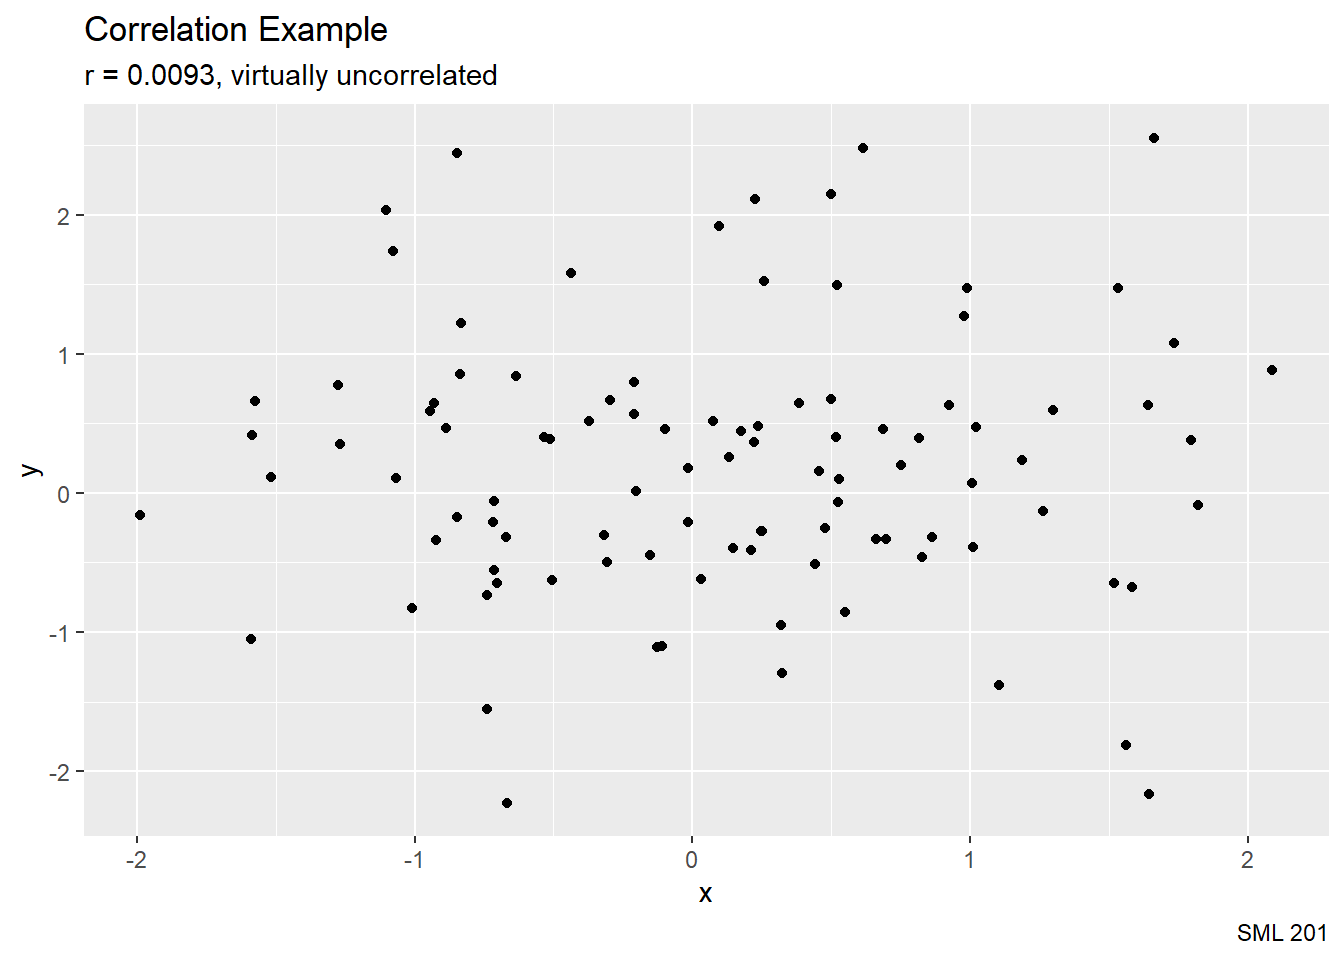 Correlation Example
r = 0.0093, virtually uncorrelated
2
1
0
-1
-2
y
-2 -1 0 1 2
x
SML 201